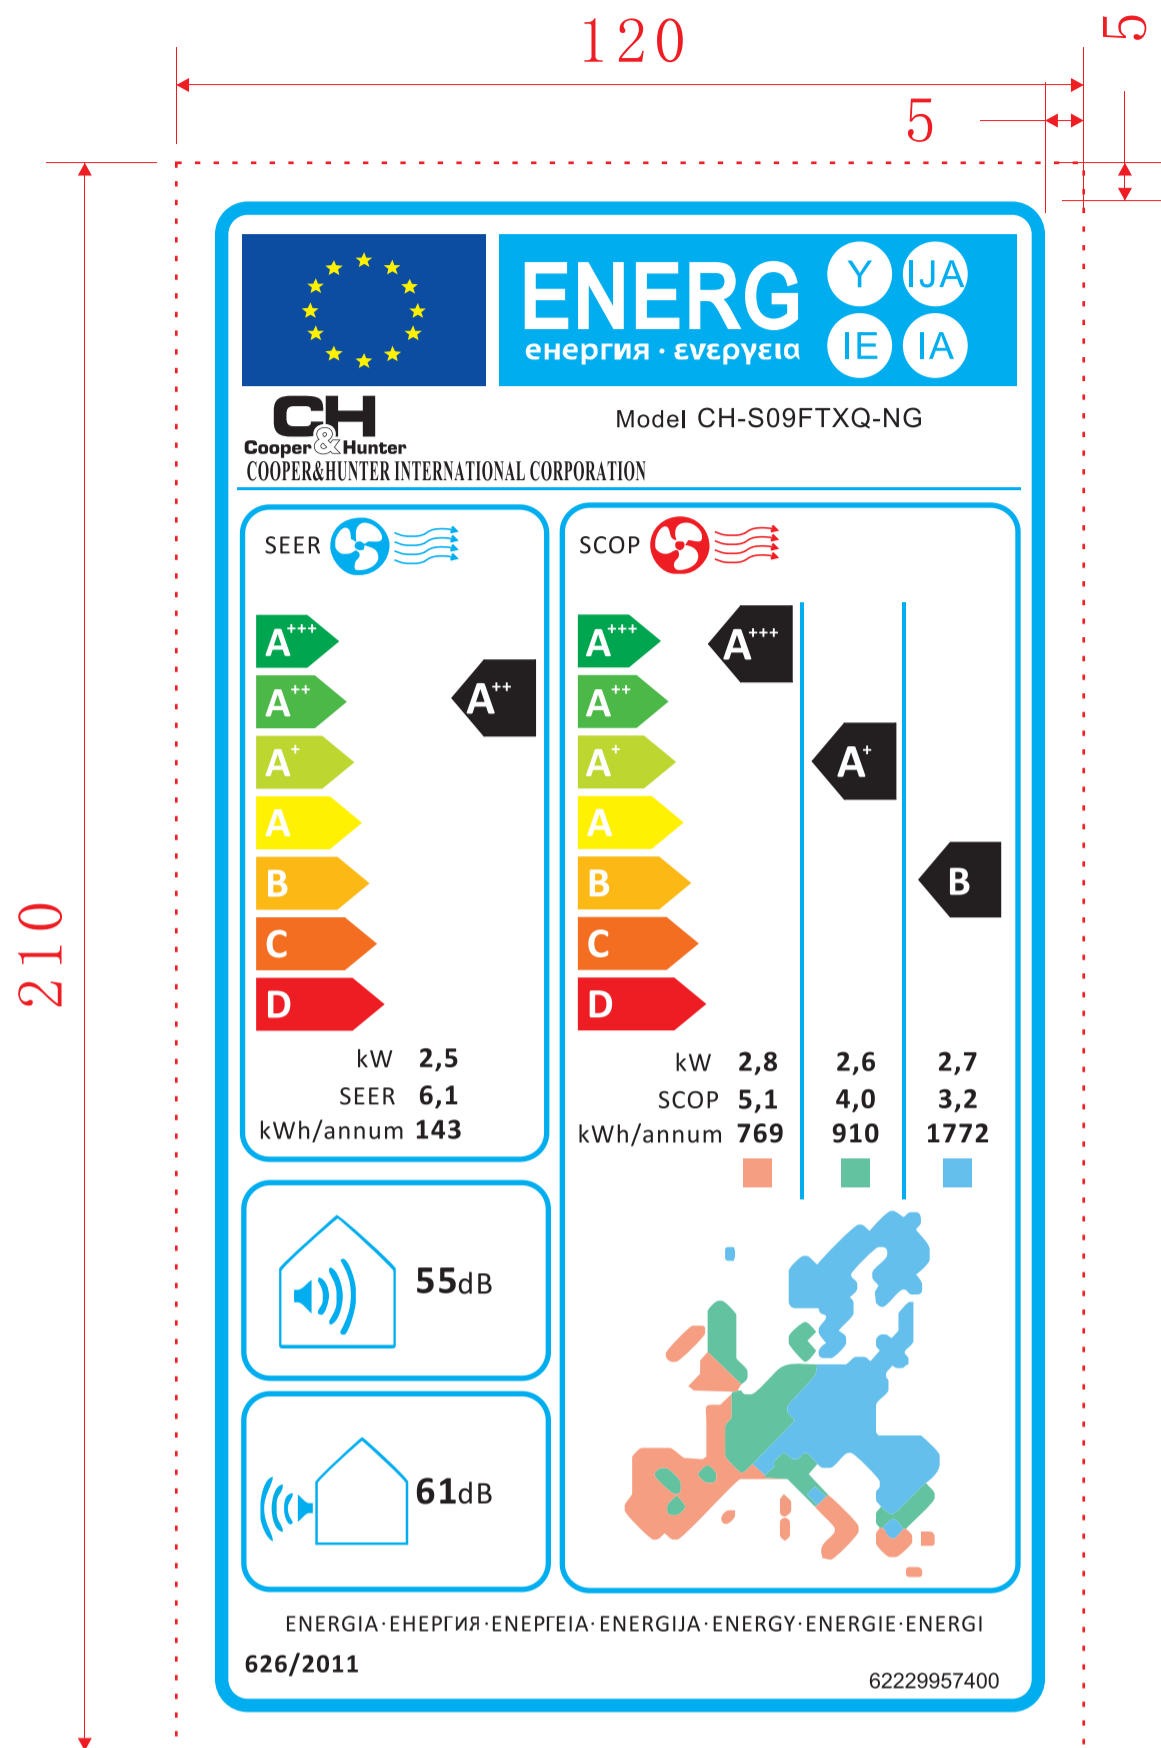 120
5
5
210
ENERG
енергия · ενεργεια
Y IJA
IE IA
CH
Cooper & Hunter
COOPER&HUNTER INTERNATIONAL CORPORATION
Model CH-S09FTXQ-NG
SEER
A+++
A++
A+
A
B
C
D
A++
kW 2,5
SEER 6,1
kWh/annum 143
SCOP
A+++
A++
A+
A
B
C
D
A+++
A+
B
kW 2,8 2,6 2,7
SCOP 5,1 4,0 3,2
kWh/annum 769 910 1772
55dB
61dB
ENERGIA·ЕНЕРГИЯ·ΕΝΕΡΓΕΙΑ·ENERGIJA·ENERGY·ENERGIE·ENERGI
626/2011
62229957400